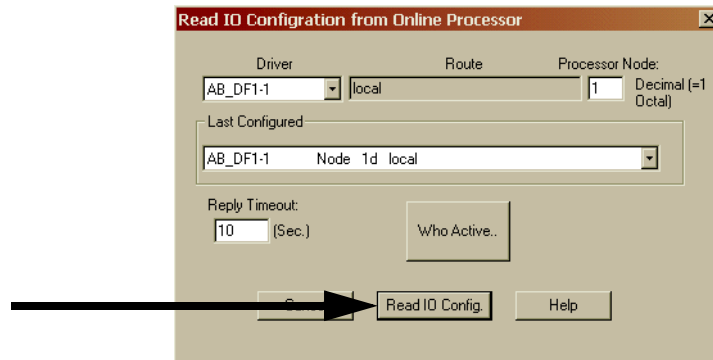 Read IO Configration from Online Processor
Driver Route Processor Node:
AB_DF1-1 local 1 Decimal (=1
Octal)
Last Configured
AB_DF1-1 Node 1d local
Reply Timeout:
10 (Sec.) Who Active..
Read IO Config. Help